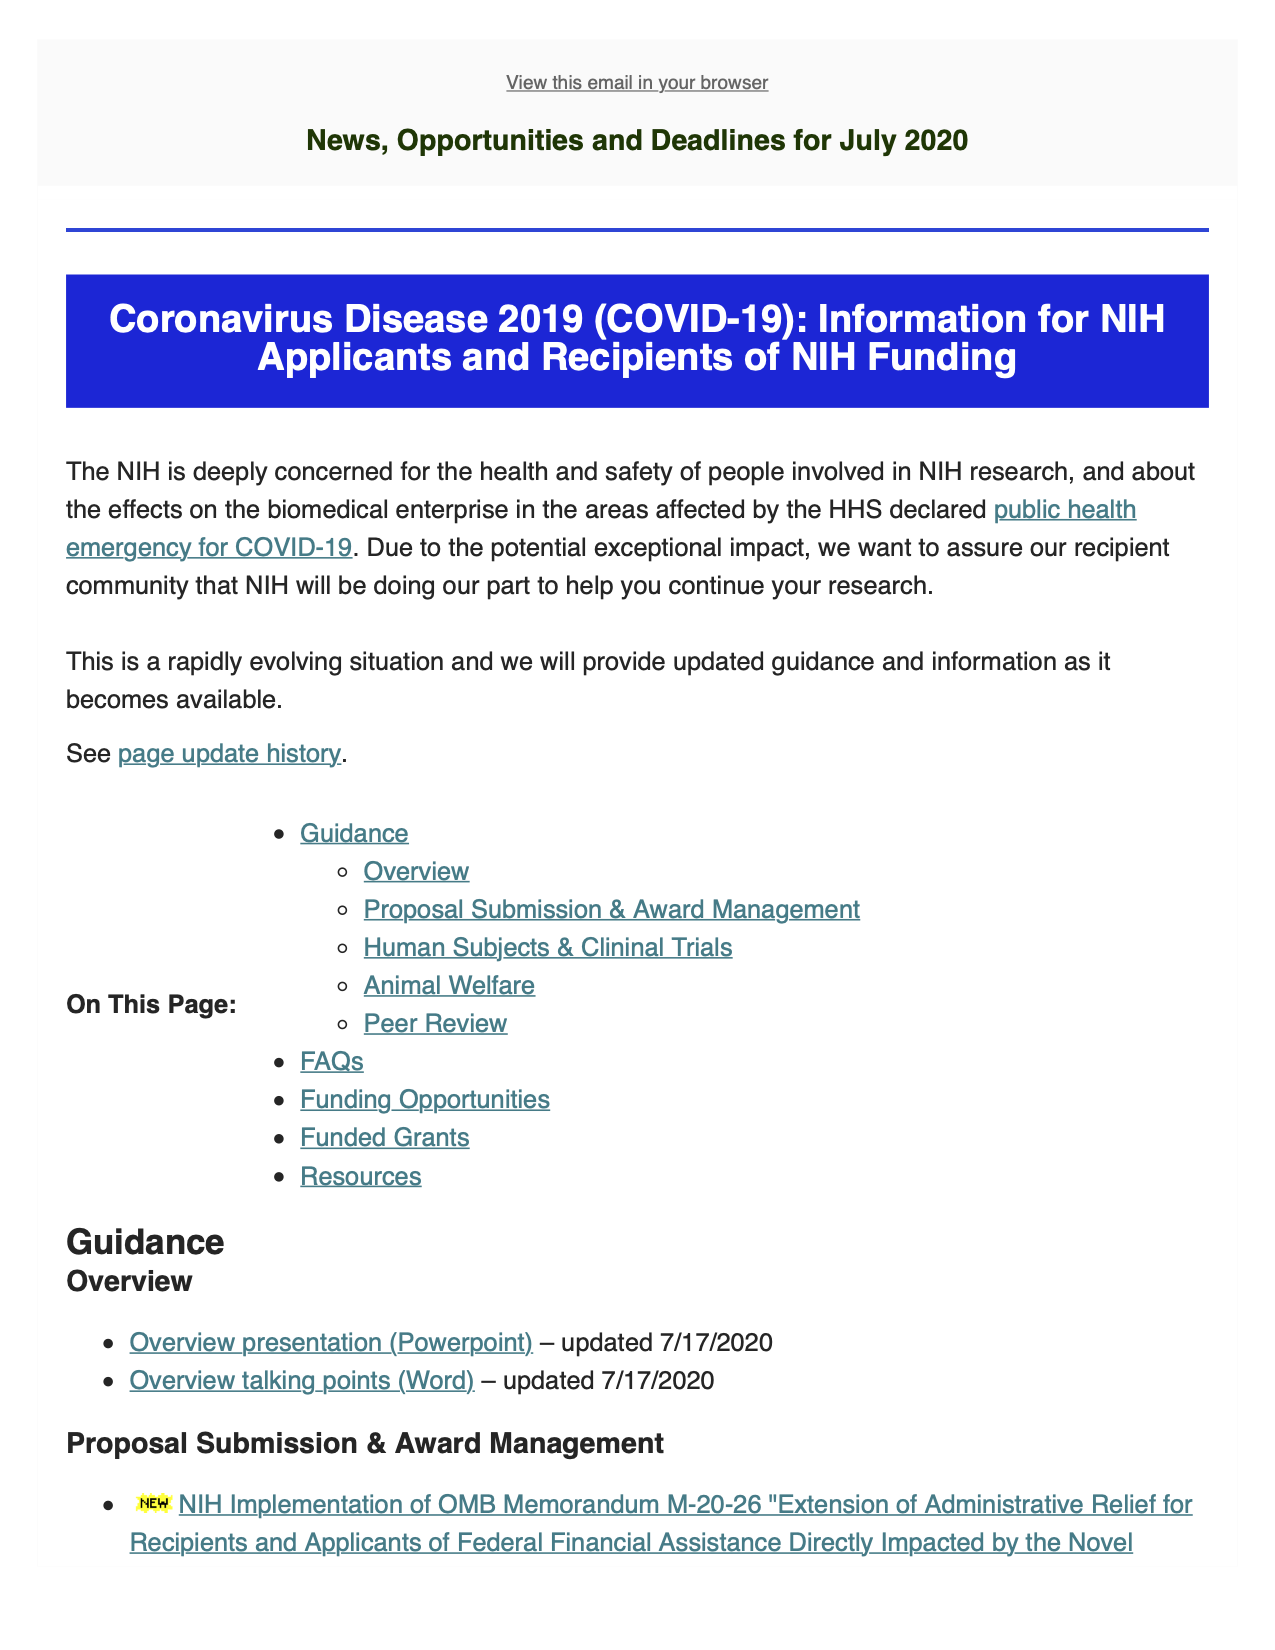 View this email in your browser
News, Opportunities and Deadlines for July 2020
Coronavirus Disease 2019 (COVID-19): Information for NIH
Applicants and Recipients of NIH Funding
The NIH is deeply concerned for the health and safety of people involved in NIH research, and about
the effects on the biomedical enterprise in the areas affected by the HHS declared public health
emergency for COVID-19. Due to the potential exceptional impact, we want to assure our recipient
community that NIH will be doing our part to help you continue your research.
This is a rapidly evolving situation and we will provide updated guidance and information as it
becomes available.
See page update history.
On This Page:
• Guidance
◦ Overview
◦ Proposal Submission & Award Management
◦ Human Subjects & Clininal Trials
◦ Animal Welfare
◦ Peer Review
• FAQs
• Funding Opportunities
• Funded Grants
• Resources
Guidance
Overview
• Overview presentation (Powerpoint) – updated 7/17/2020
• Overview talking points (Word) – updated 7/17/2020
Proposal Submission & Award Management
• NEW NIH Implementation of OMB Memorandum M-20-26 "Extension of Administrative Relief for
Recipients and Applicants of Federal Financial Assistance Directly Impacted by the Novel